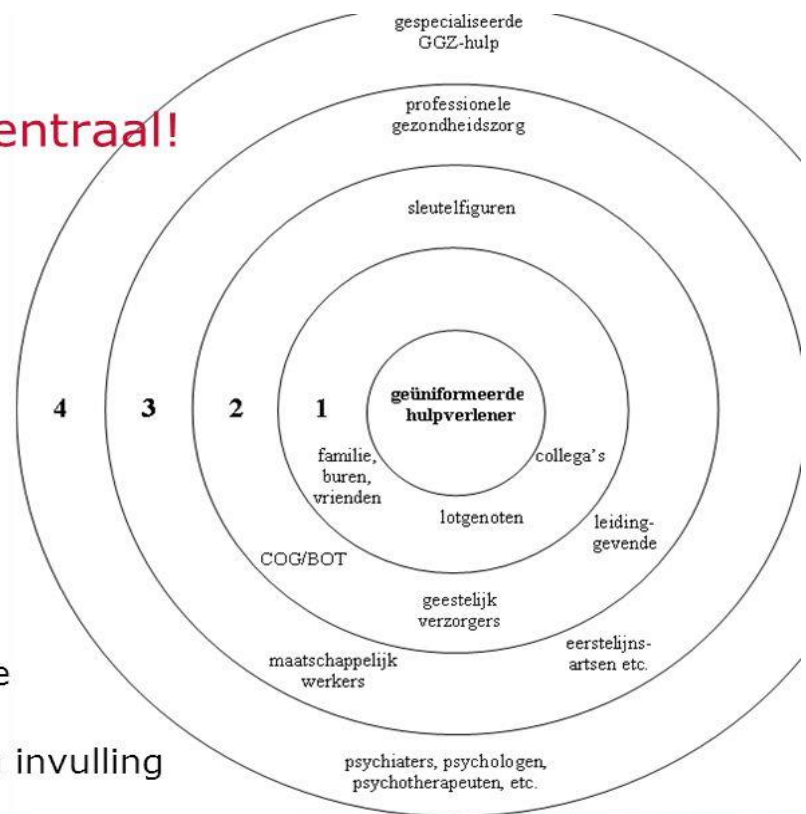 gespecialiseerde
GGZ-hulp
professionele
gezondheidszorg
entraal!
sleutelfiguren
4
3
2
1
geüniformeerde
hulpverlener
familie,
buren,
vrienden
collega's
lotgenoten
leiding-
gevende
COG/BOT
geestelijk
verzorgers
eerstelijns-
artsen etc.
maatschappelijk
werkers
e
invulling
psychiaters, psychologen,
psychotherapeuten, etc.